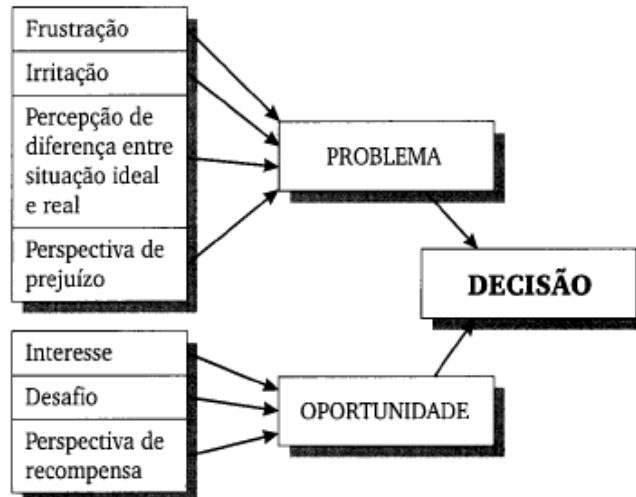 Frustração
Irritação
Percepção de
diferença entre
situação ideal
e real
Perspectiva de
prejuízo
PROBLEMA
DECISÃO
Interesse
Desafio
Perspectiva de
recompensa
OPORTUNIDADE